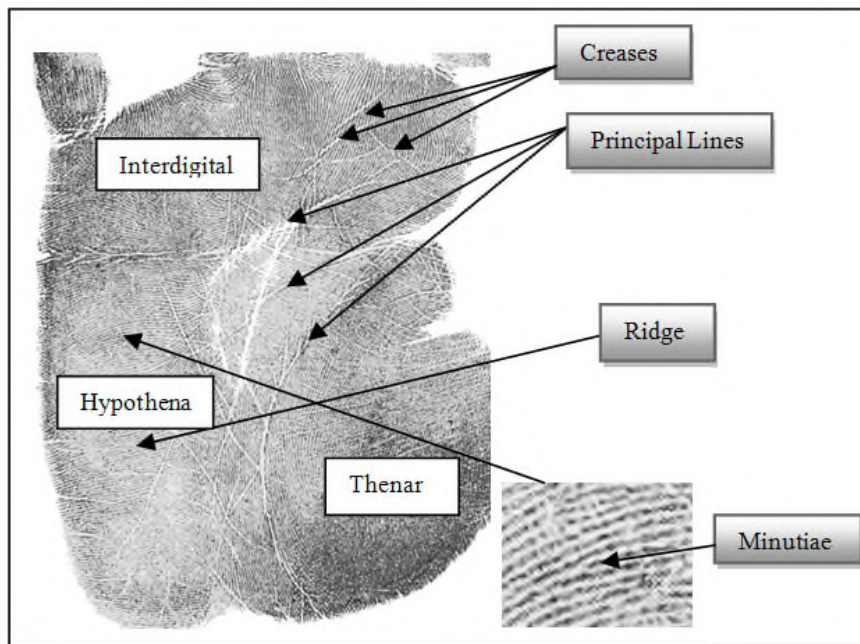 Creases
Principal Lines
Interdigital
Ridge
Hypothena
Thenar
Minutiae